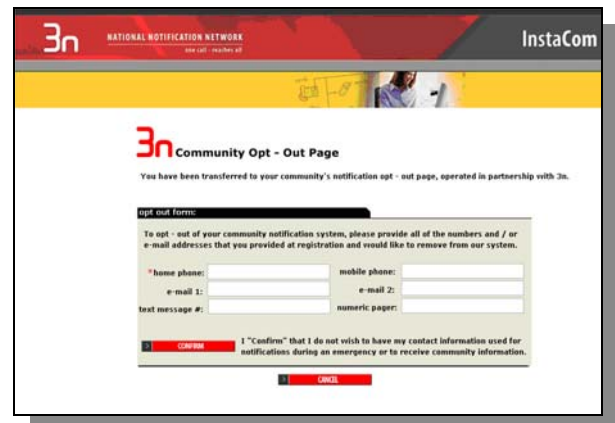 3n NATIONAL NOTIFICATION NETWORK
one call - reaches all
InstaCom
3n Community Opt - Out Page
You have been transferred to your community's notification opt - out page, operated in partnership with 3n.
opt out form:
To opt - out of your community notification system, please provide all of the numbers and / or
e-mail addresses that you provided at registration and would like to remove from our system.
*home phone: mobile phone:
e-mail 1: e-mail 2:
text message #: numeric pager:
> CONFIRM I "Confirm" that I do not wish to have my contact information used for
notifications during an emergency or to receive community information.
> CANCEL